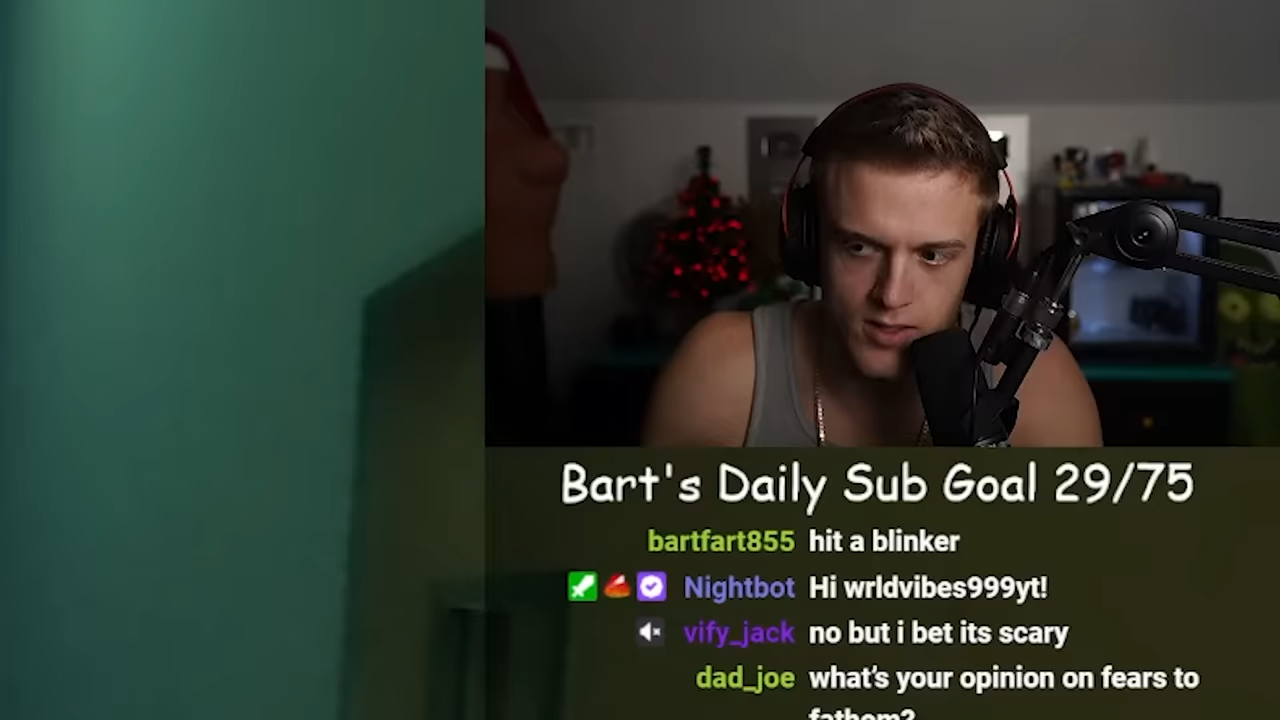 Bart's Daily Sub Goal 29/75
bartfart855 hit a blinker
Nightbot Hi wrldvibes999yt!
vify_jack no but i bet its scary
dad_joe what's your opinion on fears to
fathom?